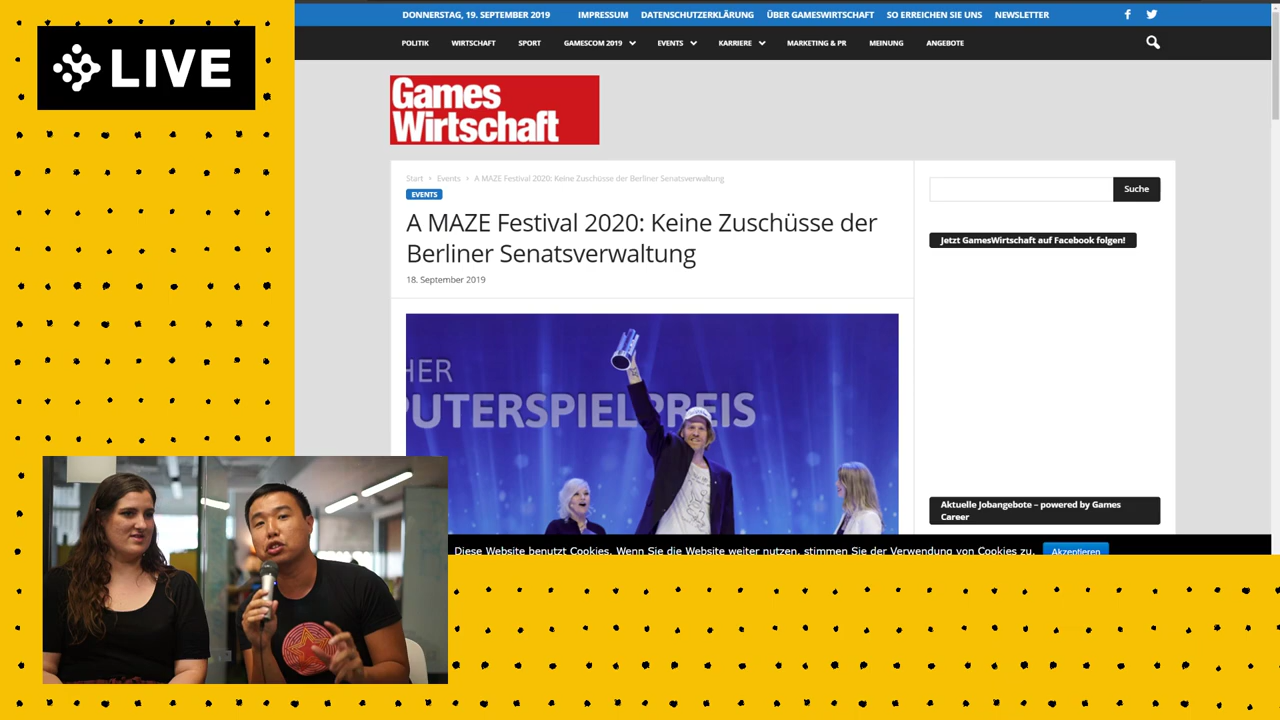 LIVE
DONNERSTAG, 19. SEPTEMBER 2019 IMPRESSUM DATENSCHUTZERKLÄRUNG ÜBER GAMESWIRTSCHAFT SO ERREICHEN SIE UNS NEWSLETTER
POLITIK WIRTSCHAFT SPORT GAMESCOM 2019 EVENTS KARRIERE MARKETING & PR MEINUNG ANGEBOTE
Games
Wirtschaft
Start › Events › A MAZE Festival 2020: Keine Zuschüsse der Berliner Senatsverwaltung
EVENTS
A MAZE Festival 2020: Keine Zuschüsse der
Berliner Senatsverwaltung
18. September 2019
Suche
Jetzt GamesWirtschaft auf Facebook folgen!
HER
PUTERSPIELPREIS
Aktuelle Jobangebote – powered by Games
Career
Diese Website benutzt Cookies. Wenn Sie die Website weiter nutzen, stimmen Sie der Verwendung von Cookies zu.
Akzeptieren